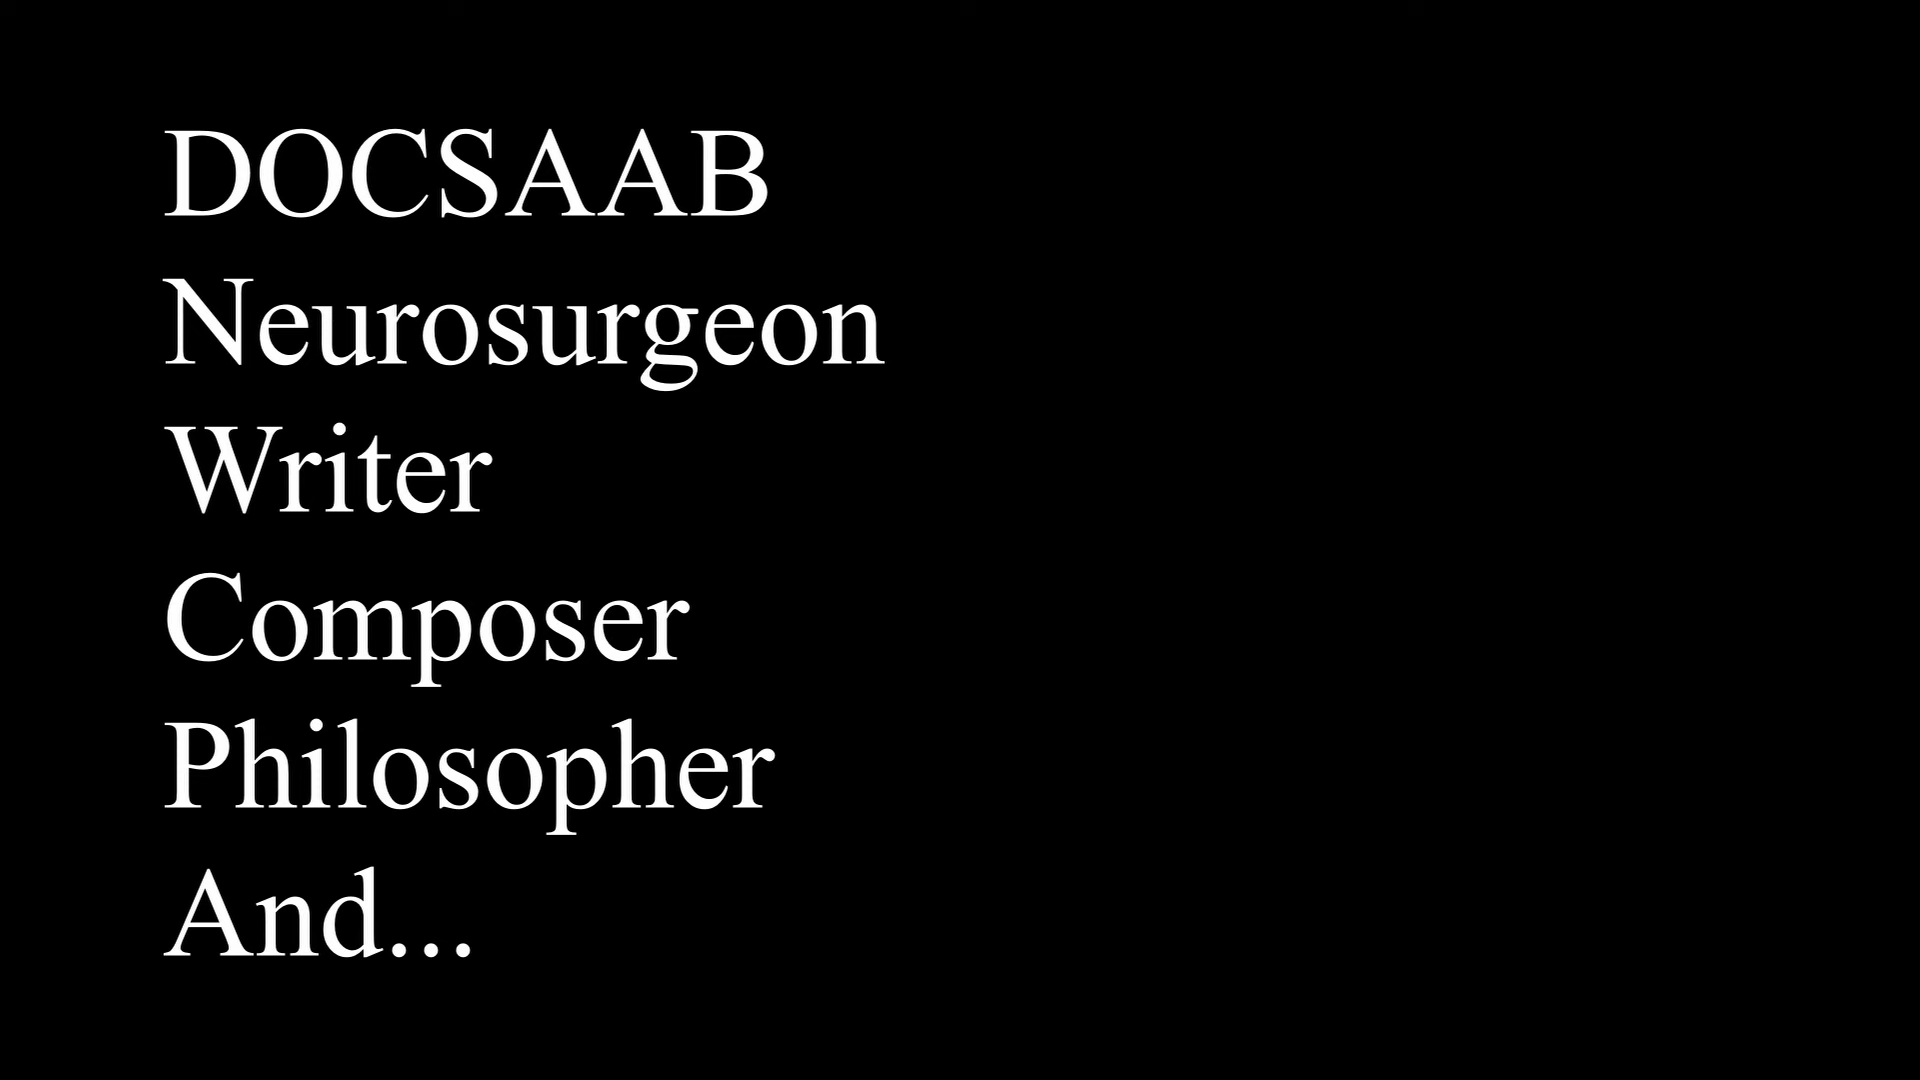 DOCSAAB
Neurosurgeon
Writer
Composer
Philosopher
And...